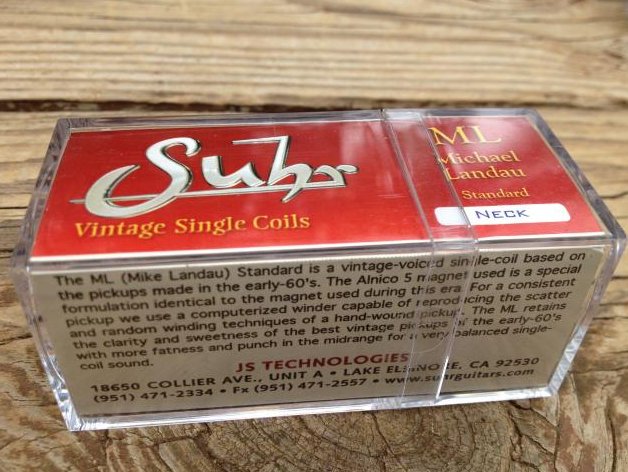 Suhr
Vintage Single Coils
ML
Michael
Landau
Standard
NECK
The ML (Mike Landau) Standard is a vintage-voiced single-coil based on
the pickups made in the early-60's. The Alnico 5 magnet used is a special
formulation identical to the magnet used during this era. For a consistent
pickup we use a computerized winder capable of reproducing the scatter
and random winding techniques of a hand-wound pickup. The ML retains
the clarity and sweetness of the best vintage pickups of the early-60's
with more fatness and punch in the midrange for a very balanced single-
coil sound.
JS TECHNOLOGIES
18650 COLLIER AVE., UNIT A • LAKE ELSINORE, CA 92530
(951) 471-2334 • Fx (951) 471-2557 • www.suhrguitars.com